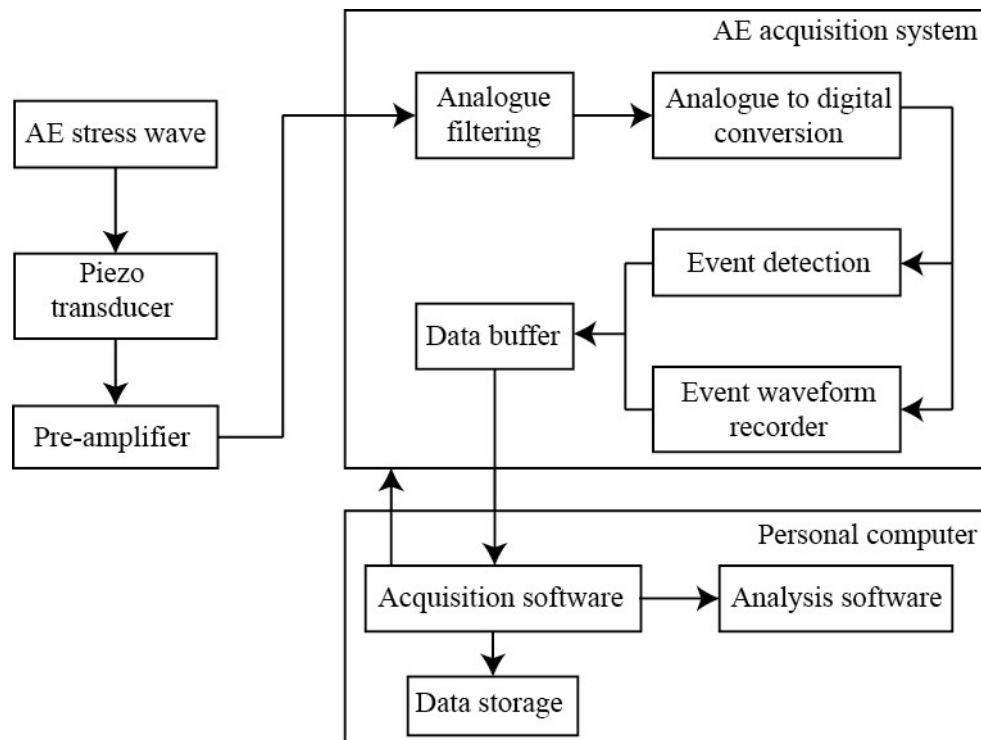 AE acquisition system
AE stress wave
Analogue
filtering
Analogue to digital
conversion
Piezo
transducer
Event detection
Data buffer
Pre-amplifier
Event waveform
recorder
Personal computer
Acquisition software
Analysis software
Data storage